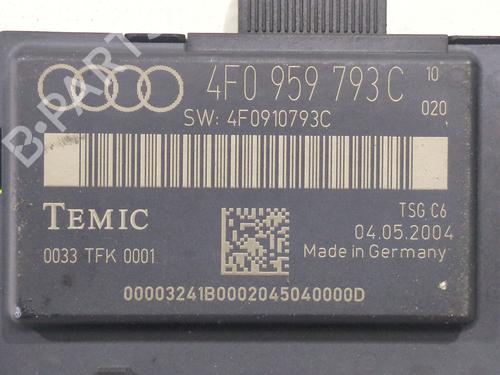 4F0 959 793C 10
020
SW: 4F0910793C
TEMIC
TSG C6
04.05.2004
0033 TFK 0001
Made in Germany
00003241B0002045040000D
B-PARTS